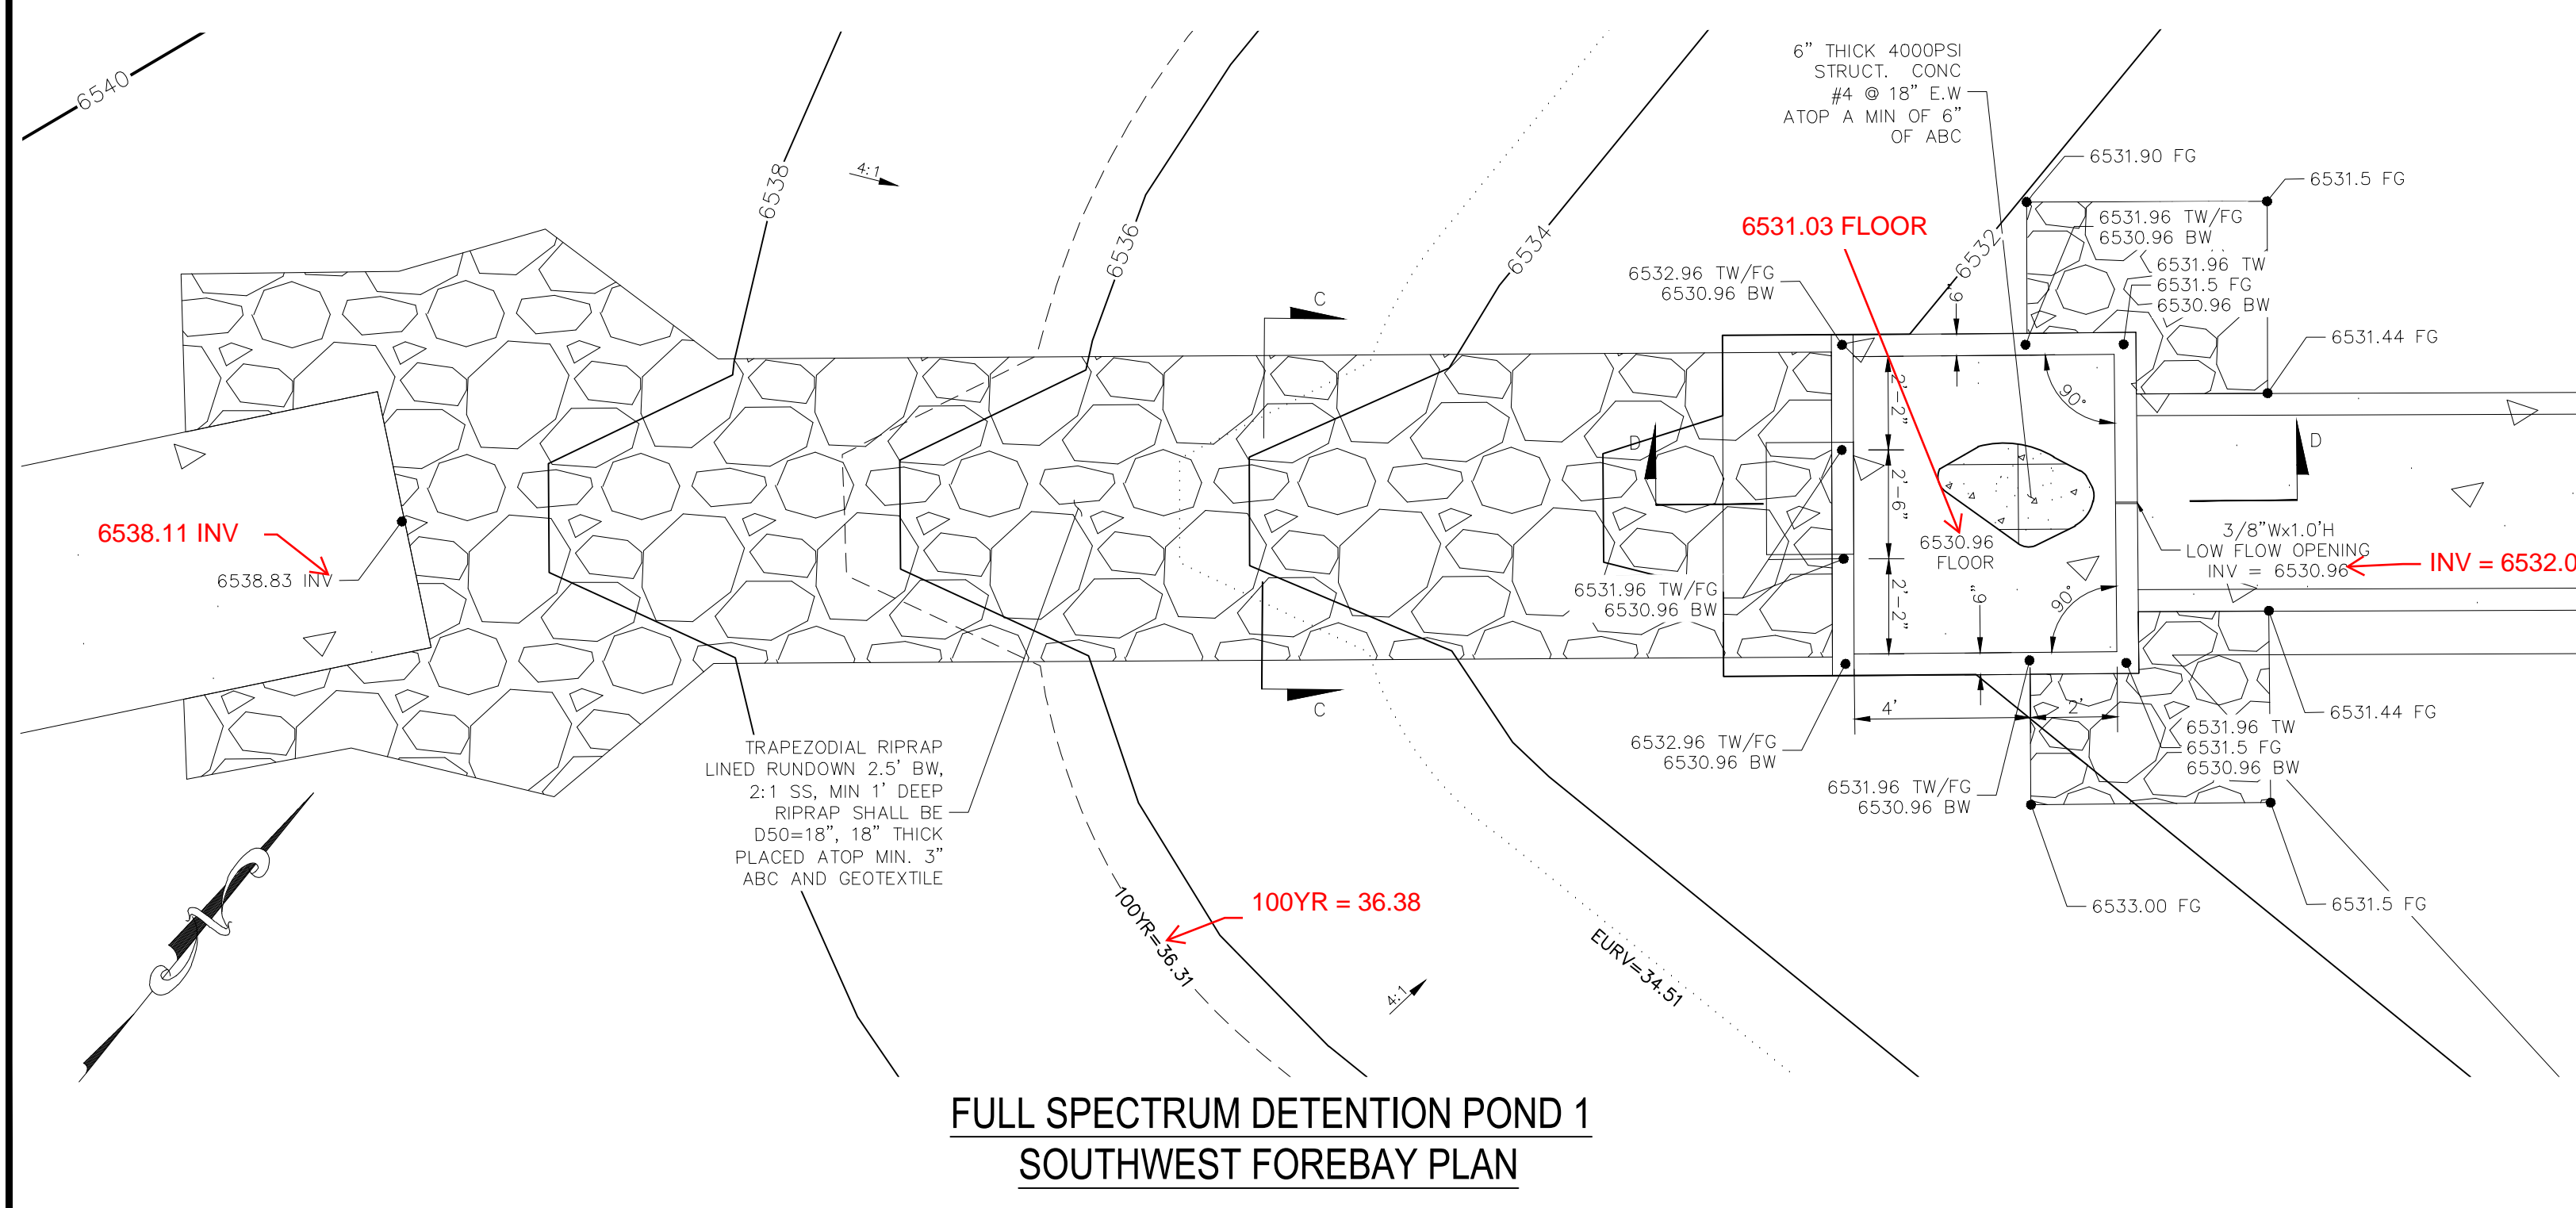 6540
6538
4:1
6536
6534
6532
6" THICK 4000PSI
STRUCT. CONC
#4 @ 18" E.W
ATOP A MIN OF 6"
OF ABC
6531.90 FG
6531.5 FG
6531.96 TW/FG
6530.96 BW
6531.96 TW
6531.5 FG
6530.96 BW
6531.44 FG
6531.03 FLOOR
6532.96 TW/FG
6530.96 BW
6"
C
2'-2"
90°
D
D
2'-6"
6538.11 INV
6538.83 INV
6530.96
FLOOR
3/8"Wx1.0'H
LOW FLOW OPENING
INV = 6530.96
INV = 6532.0
6531.96 TW/FG
6530.96 BW
2'-2"
6"
90°
C
4'
2'
6531.44 FG
6532.96 TW/FG
6530.96 BW
6531.96 TW
6531.5 FG
6530.96 BW
6531.96 TW/FG
6530.96 BW
TRAPEZODIAL RIPRAP
LINED RUNDOWN 2.5' BW,
2:1 SS, MIN 1' DEEP
RIPRAP SHALL BE
D50=18", 18" THICK
PLACED ATOP MIN. 3"
ABC AND GEOTEXTILE
100YR = 36.38
100YR=36.31
EURV=34.51
4:1
6533.00 FG
6531.5 FG
FULL SPECTRUM DETENTION POND 1
SOUTHWEST FOREBAY PLAN